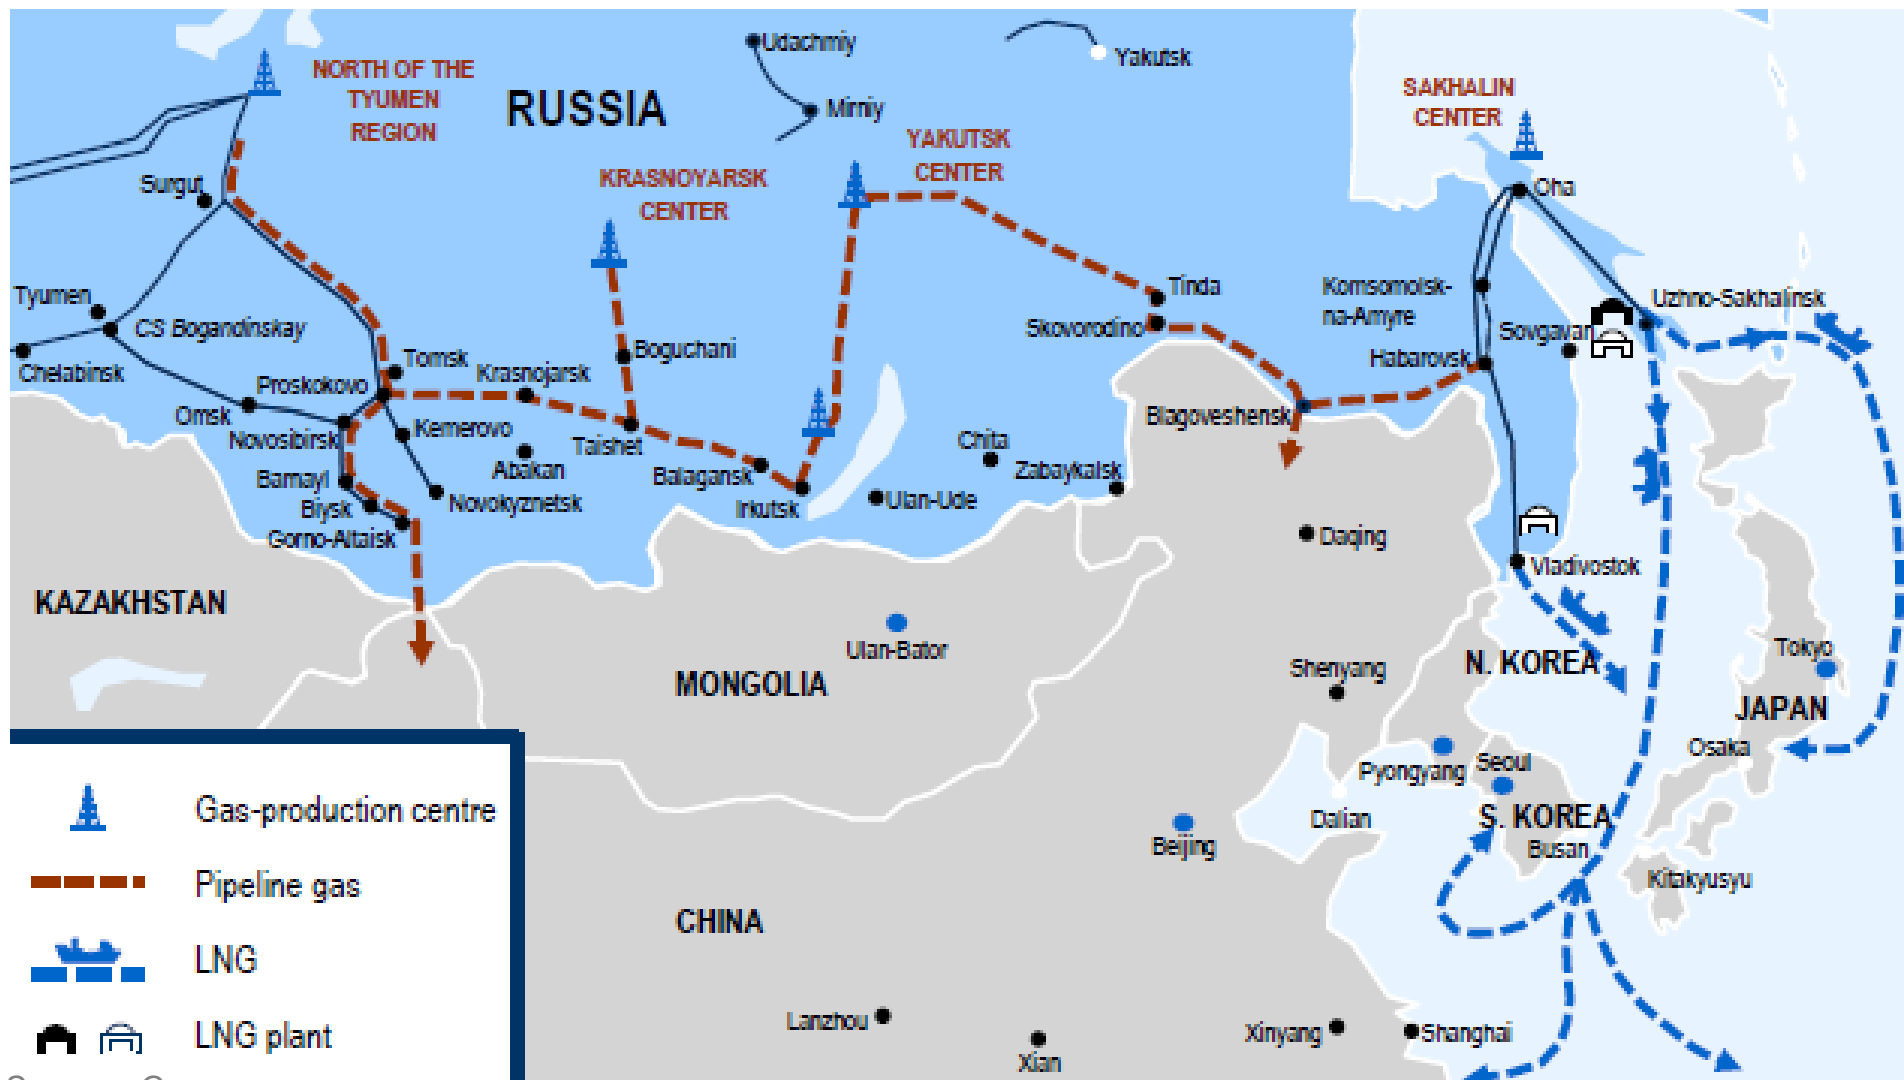 Udachmiy
Yakutsk
NORTH OF THE
TYUMEN
REGION
RUSSIA
Mirniy
SAKHALIN
CENTER
YAKUTSK
CENTER
KRASNOYARSK
CENTER
Surgut
Oha
Tyumen
CS Bogandinskay
Chelabinsk
Tinda
Skovorodino
Komsomolsk-
na-Amyre
Uzhno-Sakhalinsk
Sovgavan
Habarovsk
Tomsk
Boguchani
Proskokovo
Krasnojarsk
Omsk
Novosibirsk
Kemerovo
Taishet
Blagoveshensk
Abakan
Balagansk
Chita
Zabaykalsk
Barnayl
Biysk
Novokyznetsk
Irkutsk
Ulan-Ude
Gorno-Altaisk
Daqing
Vladivostok
KAZAKHSTAN
Ulan-Bator
MONGOLIA
Shenyang
N. KOREA
Tokyo
JAPAN
Osaka
Pyongyang
Seoul
S. KOREA
Dalian
Beijing
Busan
Kitakyusyu
CHINA
Lanzhou
Xian
Xinyang
Shanghai
Gas-production centre
Pipeline gas
LNG
LNG plant